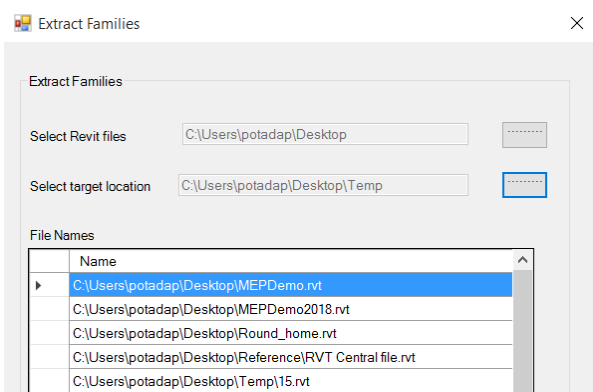 Extract Families
Extract Families
Select Revit files C:\Users\potadap\Desktop ---------
Select target location C:\Users\potadap\Desktop\Temp ---------
File Names
Name
C:\Users\potadap\Desktop\MEPDemo.rvt
C:\Users\potadap\Desktop\MEPDemo2018.rvt
C:\Users\potadap\Desktop\Round_home.rvt
C:\Users\potadap\Desktop\Reference\RVT Central file.rvt
C:\Users\potadap\Desktop\Temp\15.rvt